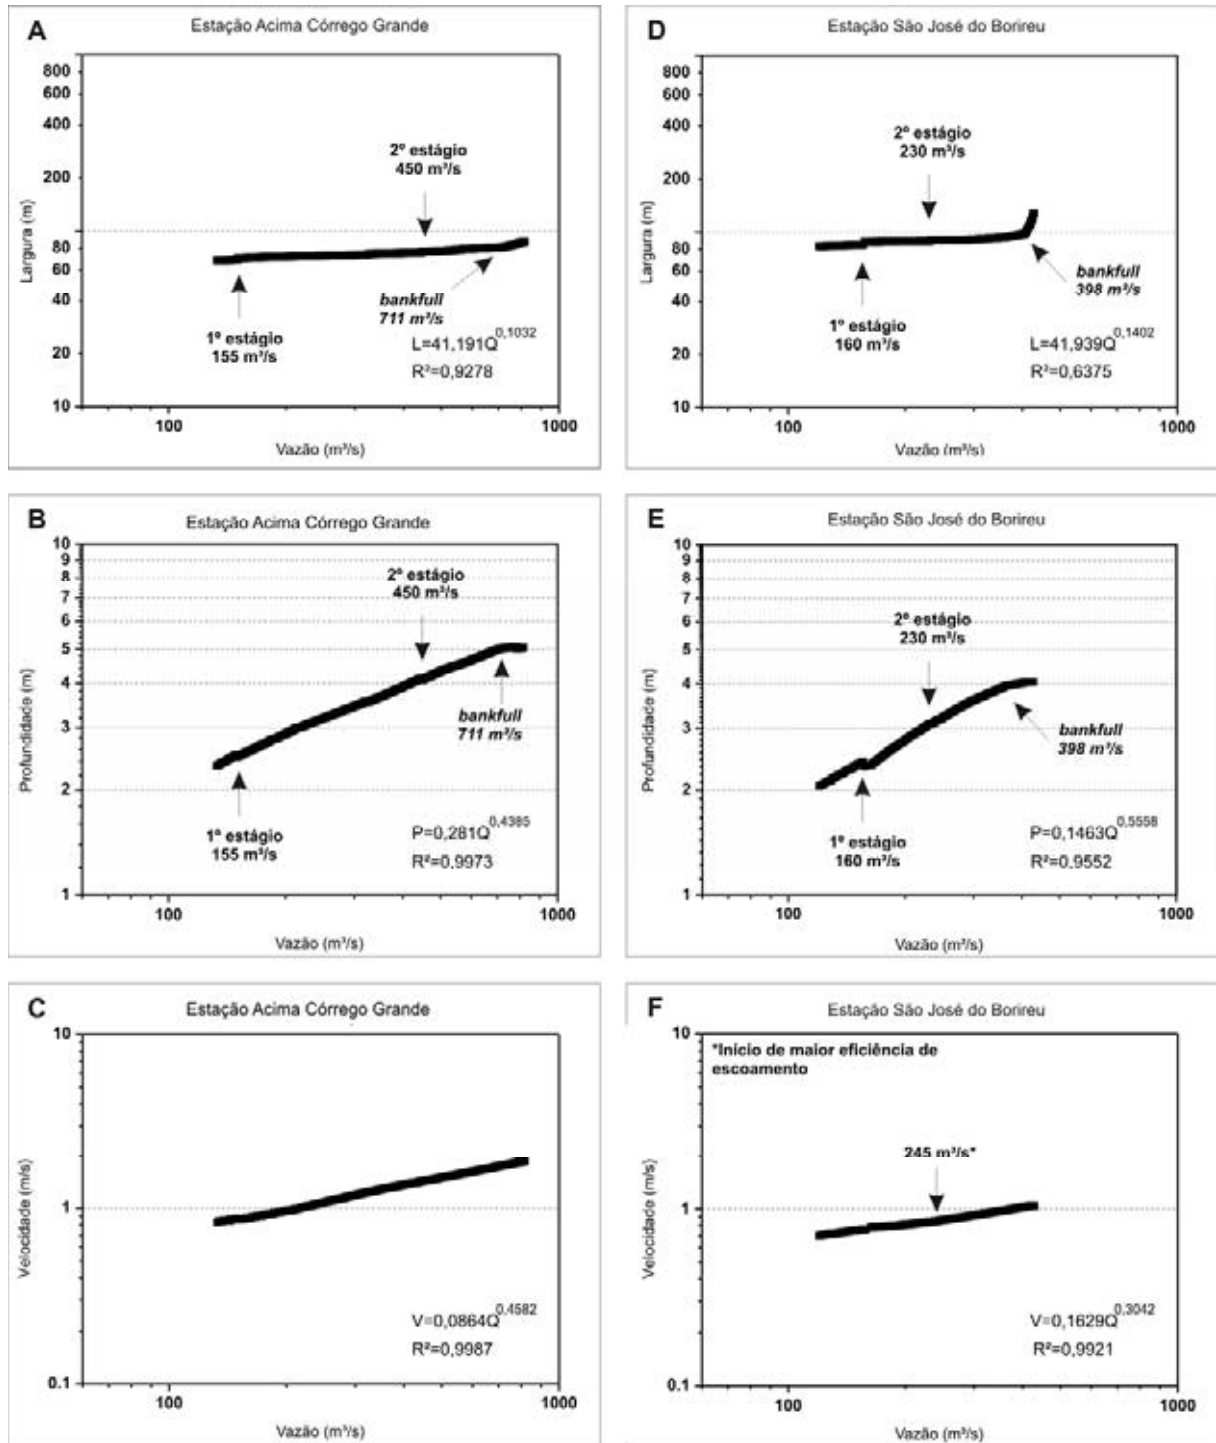 A
Estação Acima Córrego Grande
800
600
400
200
80
60
40
20
10
Largura (m)
2º estágio
450 m³/s
bankfull
711 m³/s
1º estágio
155 m³/s
L=41,191Q0,1032
R²=0,9278
100
1000
Vazão (m³/s)
D
Estação São José do Borireu
800
600
400
200
80
60
40
20
10
Largura (m)
2º estágio
230 m³/s
bankfull
398 m³/s
1º estágio
160 m³/s
L=41,939Q0,1402
R²=0,6375
100
1000
Vazão (m³/s)
B
Estação Acima Córrego Grande
10
9
8
7
6
5
4
3
2
1
Profundidade (m)
2º estágio
450 m³/s
bankfull
711 m³/s
1º estágio
155 m³/s
P=0,281Q0,4385
R²=0,9973
100
1000
Vazão (m³/s)
E
Estação São José do Borireu
10
9
8
7
6
5
4
3
2
1
Profundidade (m)
2º estágio
230 m³/s
bankfull
398 m³/s
1º estágio
160 m³/s
P=0,1463Q0,5558
R²=0,9552
100
1000
Vazão (m³/s)
C
Estação Acima Córrego Grande
10
1
0.1
Velocidade (m/s)
V=0,0864Q0,4582
R²=0,9987
100
1000
Vazão (m³/s)
F
Estação São José do Borireu
*Início de maior eficiência de
escoamento
10
1
0.1
Velocidade (m/s)
245 m³/s*
V=0,1629Q0,3042
R²=0,9921
100
1000
Vazão (m³/s)